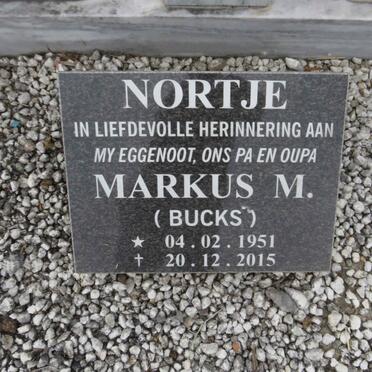 NORTJE
IN LIEFDEVOLLE HERINNERING AAN
MY EGGENOOT, ONS PA EN OUPA
MARKUS M.
( BUCKS )
★ 04 . 02 . 1951
✝ 20 . 12 . 2015